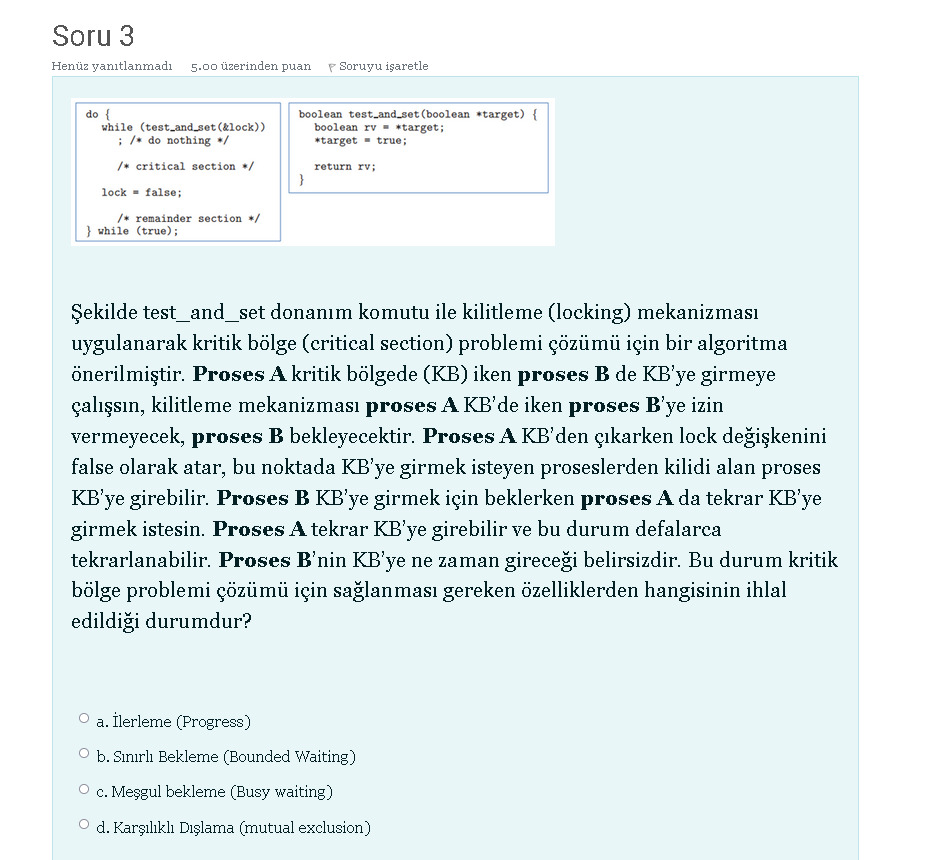 Soru 3
Henüz yanıtlanmadı 5.00 üzerinden puan Soruyu işaretle
do {
while (test_and_set(&lock))
; /* do nothing */
/* critical section */
lock = false;
/* remainder section */
} while (true);
boolean test_and_set(boolean *target) {
boolean rv = *target;
*target = true;
return rv;
}
Şekilde test_and_set donanım komutu ile kilitleme (locking) mekanizması
uygulanarak kritik bölge (critical section) problemi çözümü için bir algoritma
önerilmiştir. Proses A kritik bölgede (KB) iken proses B de KB'ye girmeye
çalışsın, kilitleme mekanizması proses A KB'de iken proses B'ye izin
vermeyecek, proses B bekleyecektir. Proses A KB'den çıkarken lock değişkenini
false olarak atar, bu noktada KB'ye girmek isteyen proseslerden kilidi alan proses
KB'ye girebilir. Proses B KB'ye girmek için beklerken proses A da tekrar KB'ye
girmek istesin. Proses A tekrar KB'ye girebilir ve bu durum defalarca
tekrarlanabilir. Proses B'nin KB'ye ne zaman gireceği belirsizdir. Bu durum kritik
bölge problemi çözümü için sağlanması gereken özelliklerden hangisinin ihlal
edildiği durumdur?
a. İlerleme (Progress)
b. Sınırlı Bekleme (Bounded Waiting)
c. Meşgul bekleme (Busy waiting)
d. Karşılıklı Dışlama (mutual exclusion)